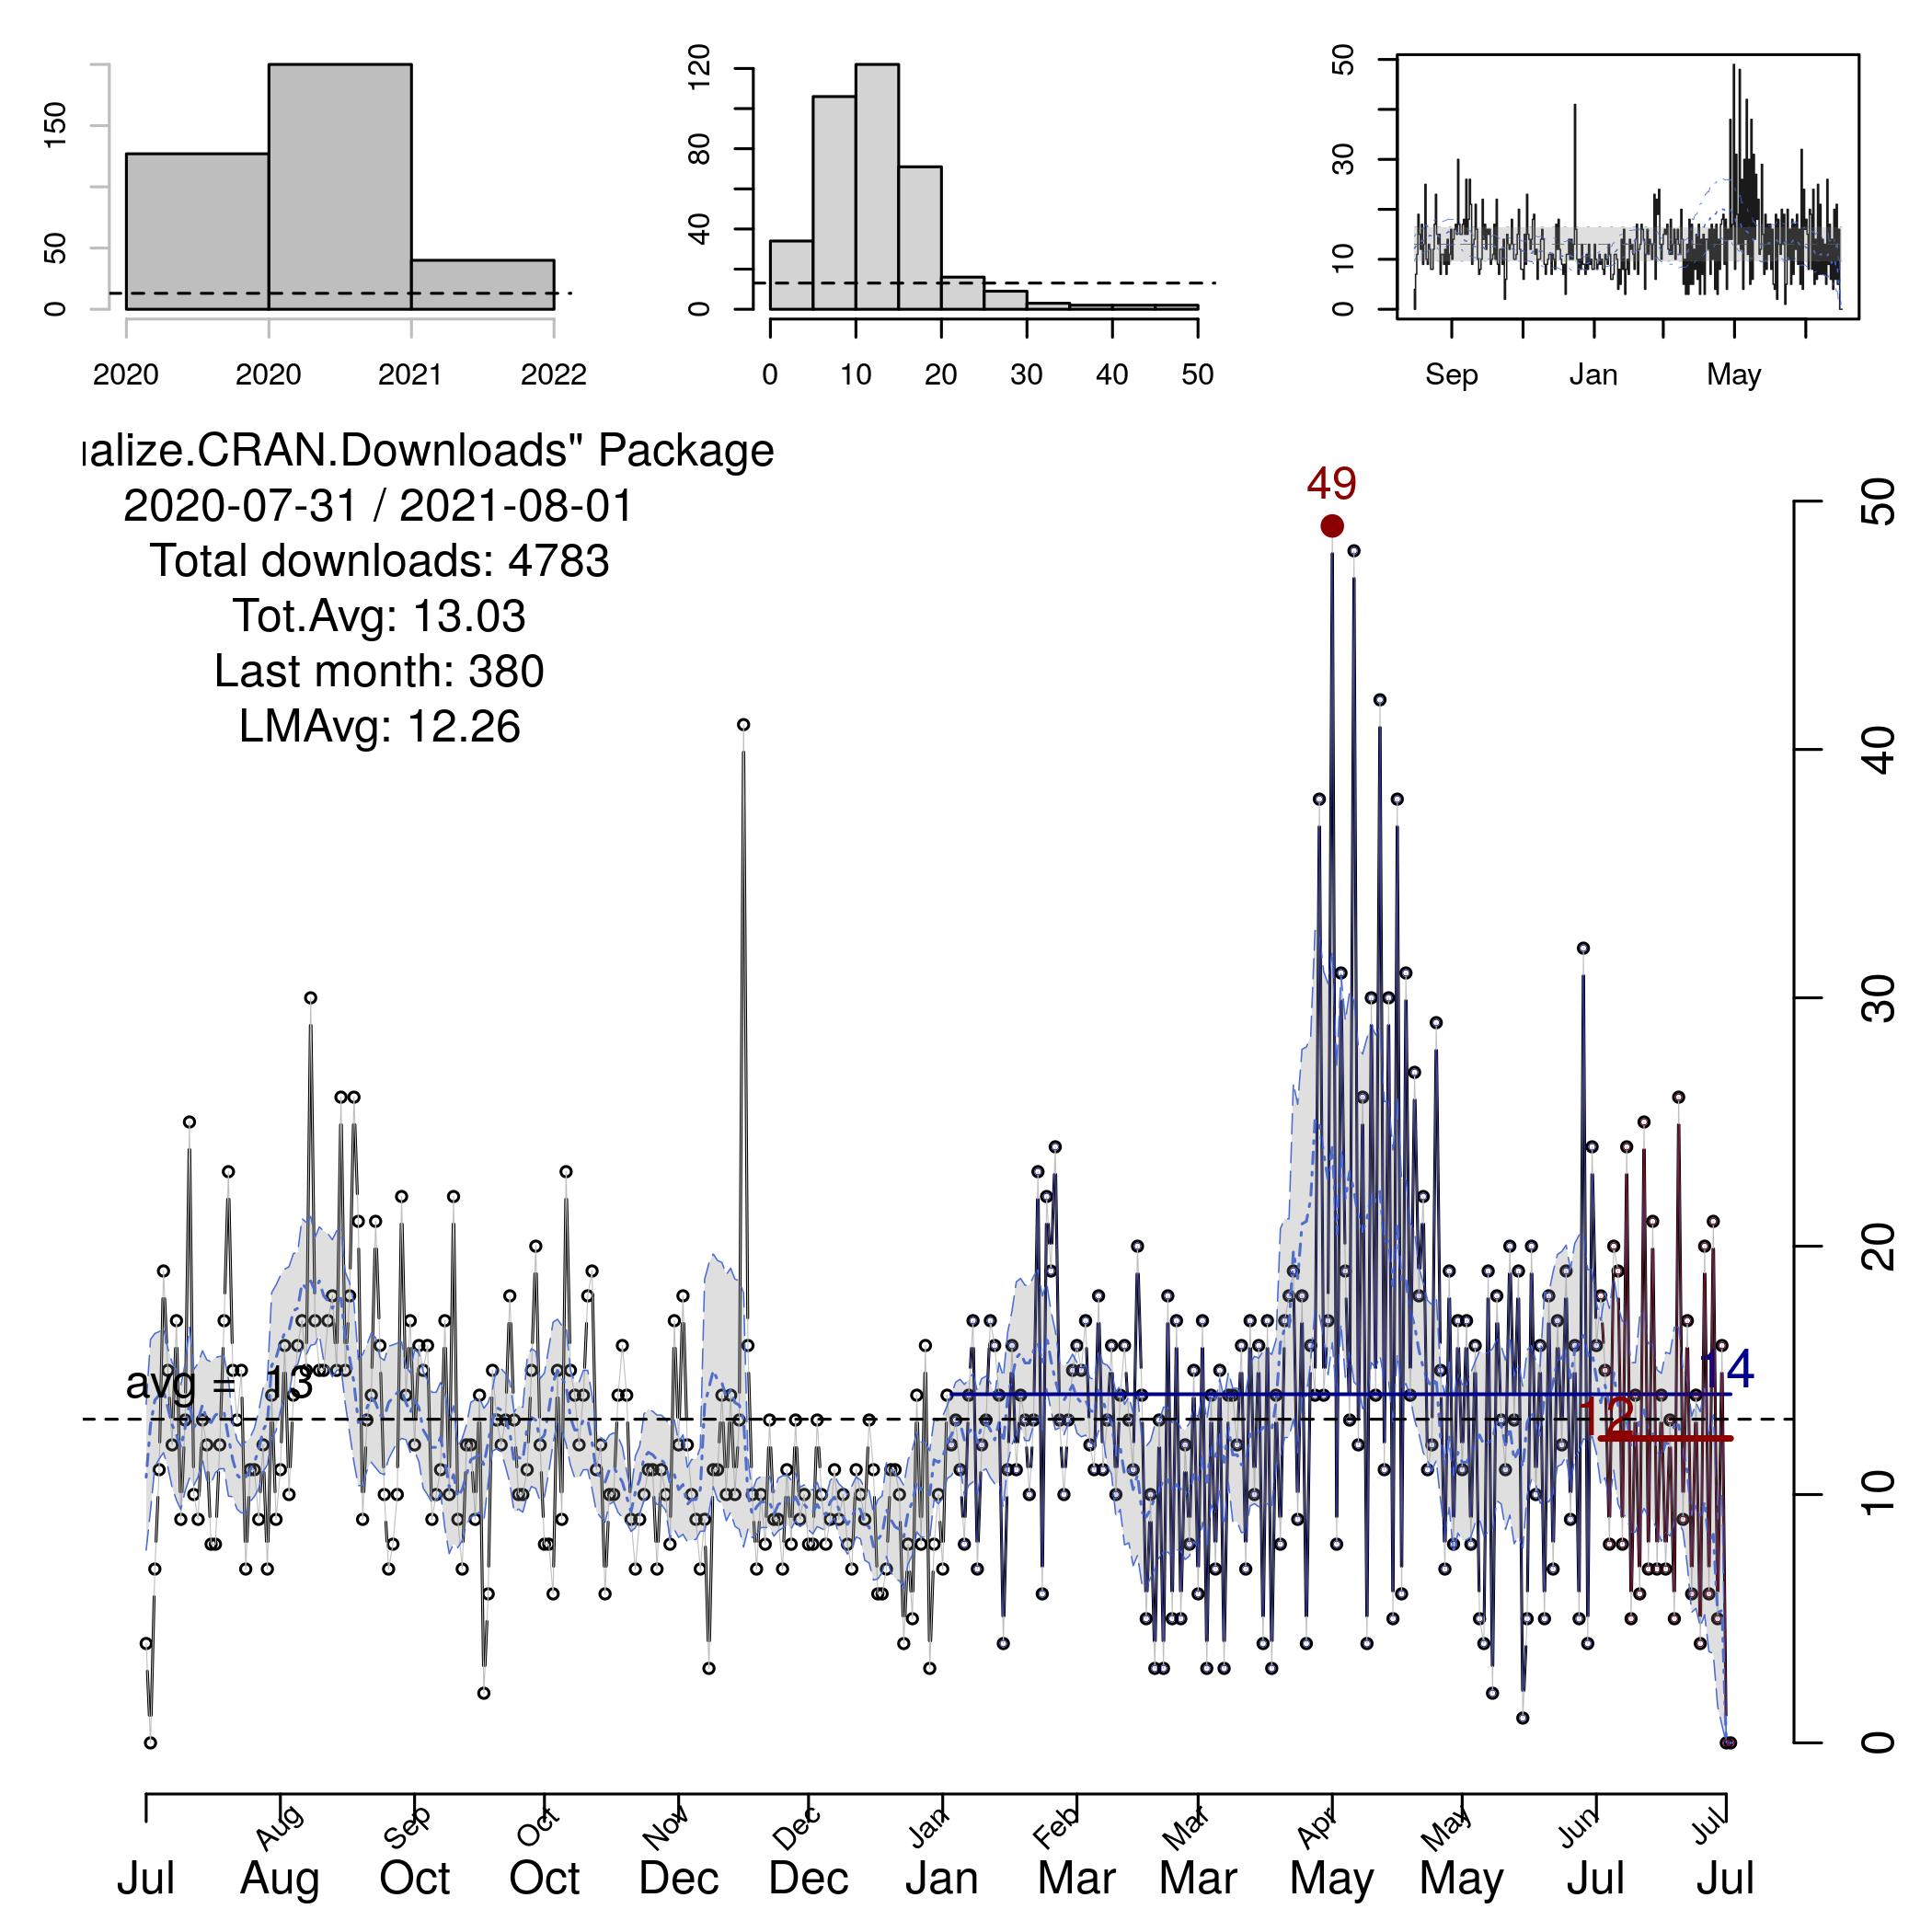 150
50
0
2020 2020 2021 2022
120
80
40
0
0 10 20 30 40 50
50
30
10
0
Sep Jan May
alize.CRAN.Downloads" Package
2020-07-31 / 2021-08-01
Total downloads: 4783
Tot.Avg: 13.03
Last month: 380
LMAvg: 12.26
49
50
40
30
20
10
0
avg = 13
14
12
Aug Sep Oct Nov Dec Jan Feb Mar Apr May Jun Jul
Jul Aug Oct Oct Dec Dec Jan Mar Mar May May Jul Jul